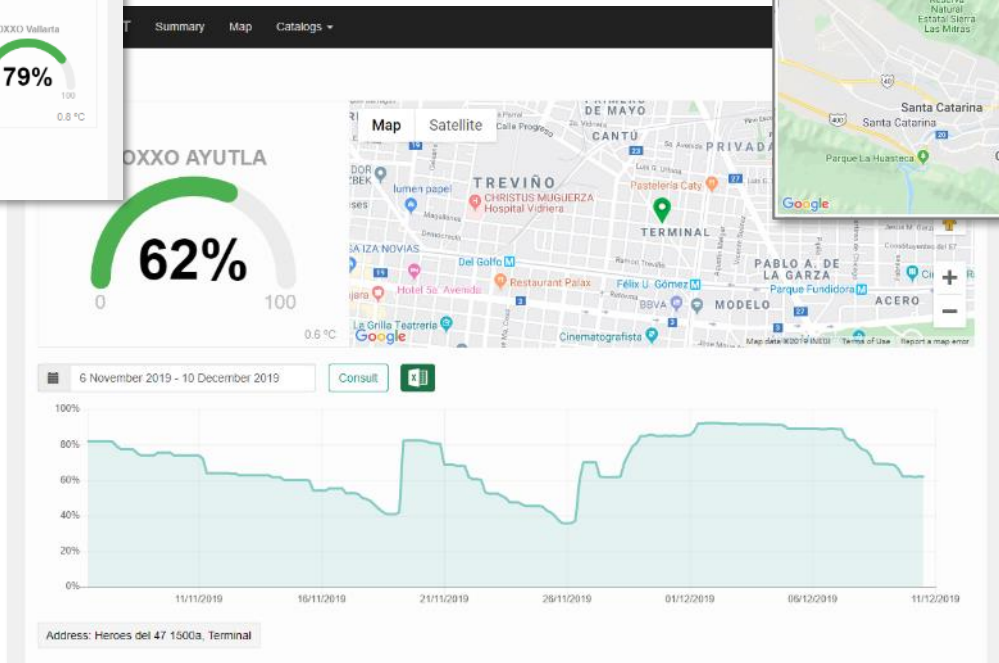 OXXO Vallarta
79%
100
0.8 °C
T Summary Map Catalogs
OXXO AYUTLA
62%
0 100
0.6 °C
Map Satellite
DE MAYO
Calle Progreso
CANTÚ
PRIVADA
lumen papel
TREVIÑO
CHRISTUS MUGUERZA
Hospital Vidriera
Pastelería Caty
TERMINAL
Del Golfo
Hotel 5a. Avenida
Restaurant Palax
Félix U. Gómez
PABLO A. DE
LA GARZA
Parque Fundidora
BBVA
MODELO
ACERO
La Grilla Teatrería
Cinematografista
Google
Map data ©2019 INEGI Terms of Use Report a map error
Natural
Estatal Sierra
Las Mitras
40
Santa Catarina
Santa Catarina
20
Parque La Huasteca
Google
6 November 2019 - 10 December 2019 Consult
100%
80%
60%
40%
20%
0%
11/11/2019 16/11/2019 21/11/2019 26/11/2019 01/12/2019 06/12/2019 11/12/2019
Address: Heroes del 47 1500a, Terminal